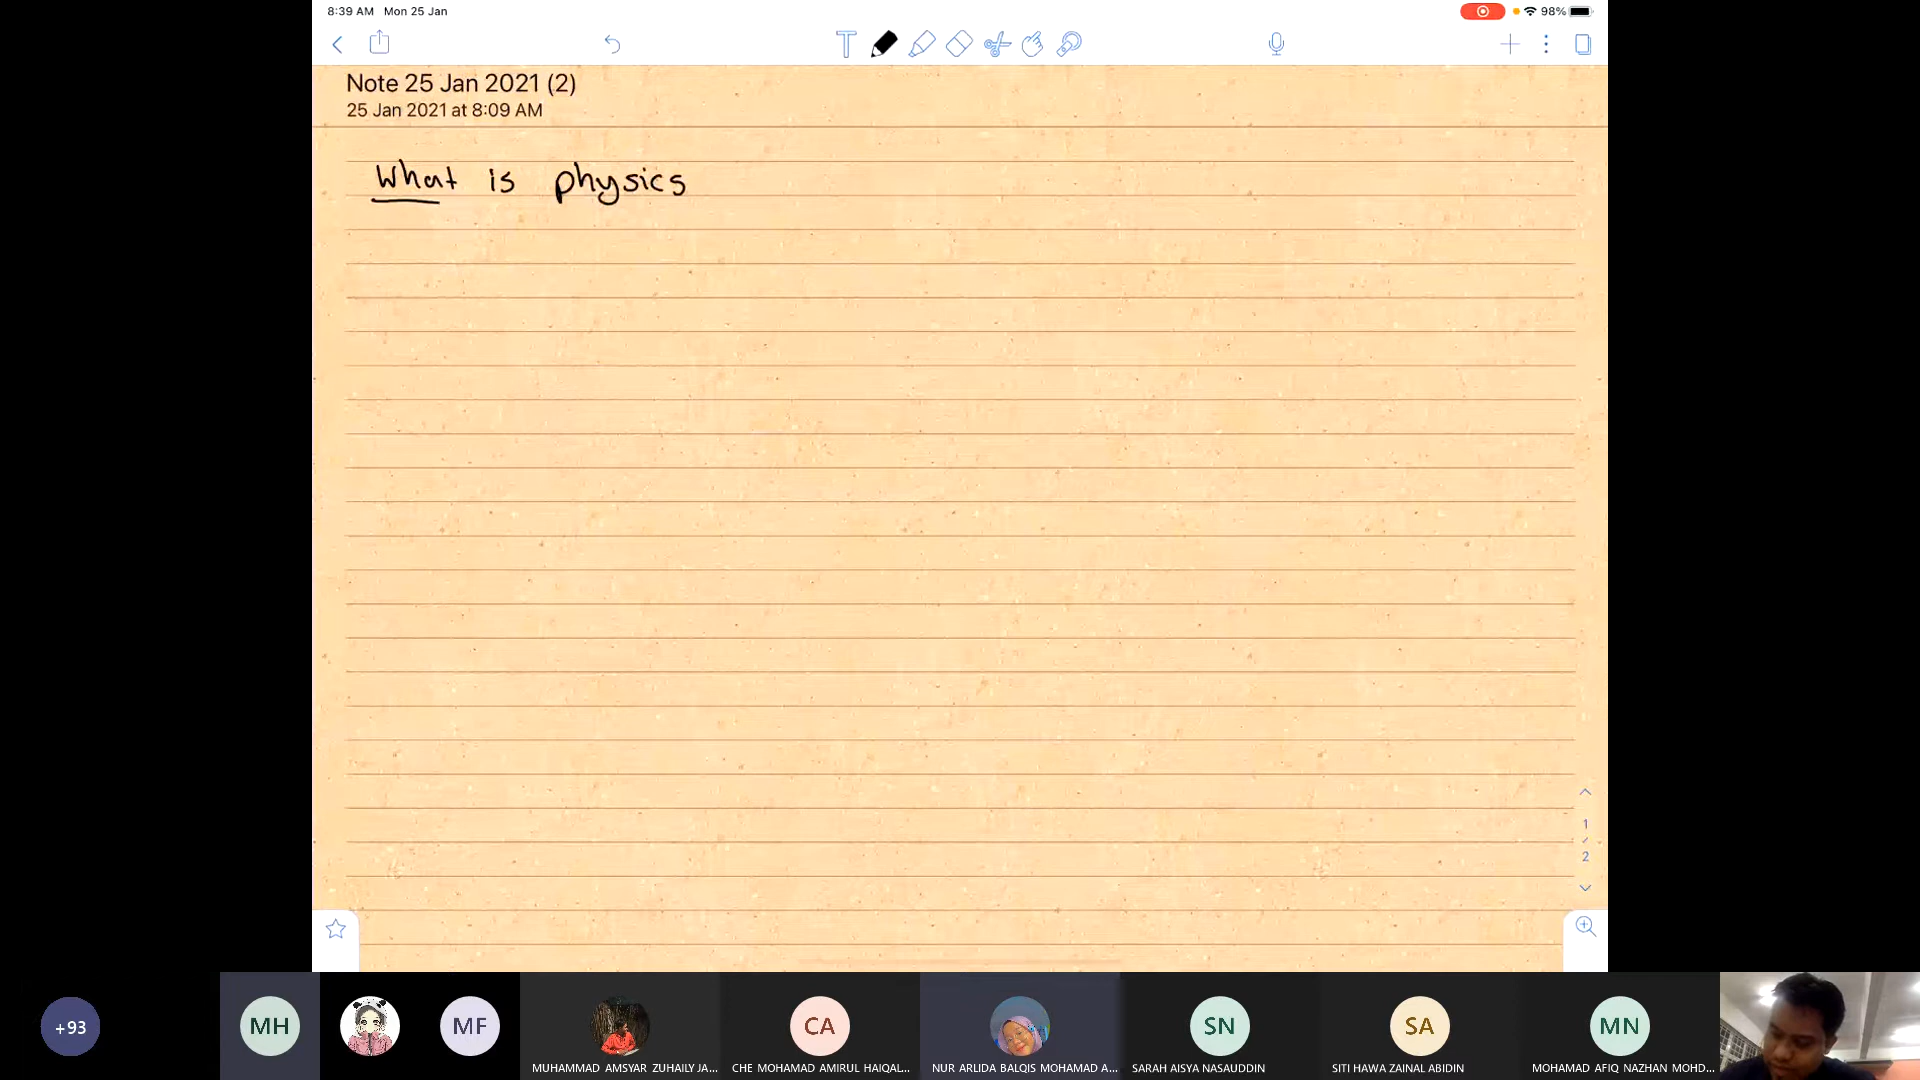 8:39 AM Mon 25 Jan
98%
T
Note 25 Jan 2021 (2)
25 Jan 2021 at 8:09 AM
What is physics
1
2
+93
MH
MF
CA
SN
SA
MN
MUHAMMAD AMSYAR ZUHAILY JA...
CHE MOHAMAD AMIRUL HAIQAL...
NUR ARLIDA BALQIS MOHAMAD A...
SARAH AISYA NASAUDDIN
SITI HAWA ZAINAL ABIDIN
MOHAMAD AFIQ NAZHAN MOHD...